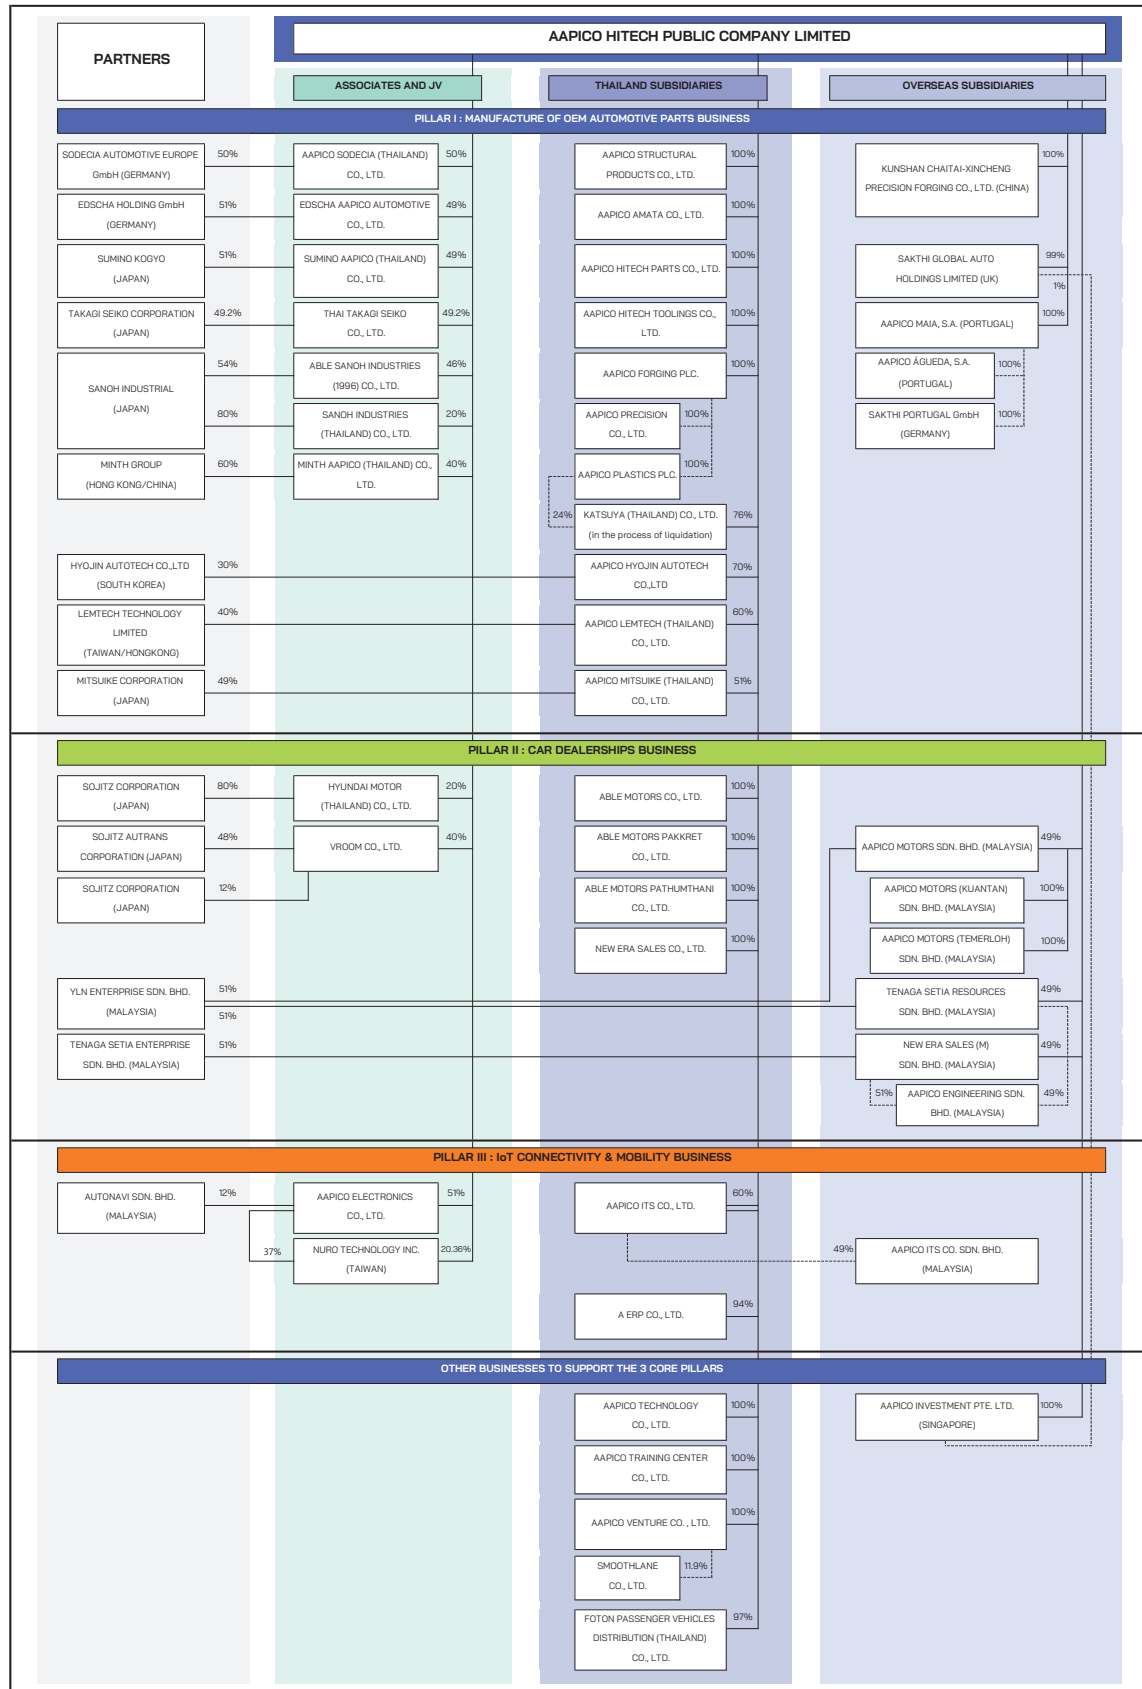 PARTNERS
AAPICO HITECH PUBLIC COMPANY LIMITED
ASSOCIATES AND JV
THAILAND SUBSIDIARIES
OVERSEAS SUBSIDIARIES
PILLAR I : MANUFACTURE OF OEM AUTOMOTIVE PARTS BUSINESS
SODECIA AUTOMOTIVE EUROPE
GmbH (GERMANY)
50%
AAPICO SODECIA (THAILAND)
CO., LTD.
50%
AAPICO STRUCTURAL
PRODUCTS CO., LTD.
100%
KUNSHAN CHAITAI-XINCHENG
PRECISION FORGING CO., LTD. (CHINA)
100%
EDSCHA HOLDING GmbH
(GERMANY)
51%
EDSCHA AAPICO AUTOMOTIVE
CO., LTD.
49%
AAPICO AMATA CO., LTD.
100%
SUMINO KOGYO
(JAPAN)
51%
SUMINO AAPICO (THAILAND)
CO., LTD.
49%
AAPICO HITECH PARTS CO., LTD.
100%
SAKTHI GLOBAL AUTO
HOLDINGS LIMITED (UK)
99%
1%
TAKAGI SEIKO CORPORATION
(JAPAN)
49.2%
THAI TAKAGI SEIKO
CO., LTD.
49.2%
AAPICO HITECH TOOLINGS CO.,
LTD.
100%
AAPICO MAIA, S.A. (PORTUGAL)
100%
SANOH INDUSTRIAL
(JAPAN)
54%
ABLE SANOH INDUSTRIES
(1996) CO., LTD.
46%
AAPICO FORGING PLC.
100%
AAPICO ÁGUEDA, S.A.
(PORTUGAL)
100%
80%
SANOH INDUSTRIES
(THAILAND) CO., LTD.
20%
AAPICO PRECISION
CO., LTD.
100%
SAKTHI PORTUGAL GmbH
(GERMANY)
100%
MINTH GROUP
(HONG KONG/CHINA)
60%
MINTH AAPICO (THAILAND) CO.,
LTD.
40%
AAPICO PLASTICS PLC.
100%
24%
KATSUYA (THAILAND) CO., LTD.
(in the process of liquidation)
76%
HYOJIN AUTOTECH CO.,LTD
(SOUTH KOREA)
30%
AAPICO HYOJIN AUTOTECH
CO.,LTD
70%
LEMTECH TECHNOLOGY
LIMITED
(TAIWAN/HONGKONG)
40%
AAPICO LEMTECH (THAILAND)
CO., LTD.
60%
MITSUIKE CORPORATION
(JAPAN)
49%
AAPICO MITSUIKE (THAILAND)
CO., LTD.
51%
PILLAR II : CAR DEALERSHIPS BUSINESS
SOJITZ CORPORATION
(JAPAN)
80%
HYUNDAI MOTOR
(THAILAND) CO., LTD.
20%
ABLE MOTORS CO., LTD.
100%
SOJITZ AUTRANS
CORPORATION (JAPAN)
48%
VROOM CO., LTD.
40%
ABLE MOTORS PAKKRET
CO., LTD.
100%
AAPICO MOTORS SDN. BHD. (MALAYSIA)
49%
SOJITZ CORPORATION
(JAPAN)
12%
ABLE MOTORS PATHUMTHANI
CO., LTD.
100%
AAPICO MOTORS (KUANTAN)
SDN. BHD. (MALAYSIA)
100%
NEW ERA SALES CO., LTD.
100%
AAPICO MOTORS (TEMERLOH)
SDN. BHD. (MALAYSIA)
100%
YLN ENTERPRISE SDN. BHD.
(MALAYSIA)
51%
51%
TENAGA SETIA RESOURCES
SDN. BHD. (MALAYSIA)
49%
TENAGA SETIA ENTERPRISE
SDN. BHD. (MALAYSIA)
51%
NEW ERA SALES (M)
SDN. BHD. (MALAYSIA)
49%
51%
AAPICO ENGINEERING SDN.
BHD. (MALAYSIA)
49%
PILLAR III : IoT CONNECTIVITY & MOBILITY BUSINESS
AUTONAVI SDN. BHD.
(MALAYSIA)
12%
AAPICO ELECTRONICS
CO., LTD.
51%
AAPICO ITS CO., LTD.
60%
37%
NURO TECHNOLOGY INC.
(TAIWAN)
20.36%
49%
AAPICO ITS CO. SDN. BHD.
(MALAYSIA)
A ERP CO., LTD.
94%
OTHER BUSINESSES TO SUPPORT THE 3 CORE PILLARS
AAPICO TECHNOLOGY
CO., LTD.
100%
AAPICO INVESTMENT PTE. LTD.
(SINGAPORE)
100%
AAPICO TRAINING CENTER
CO., LTD.
100%
AAPICO VENTURE CO. , LTD.
100%
SMOOTHLANE
CO., LTD.
11.9%
FOTON PASSENGER VEHICLES
DISTRIBUTION (THAILAND)
CO., LTD.
97%